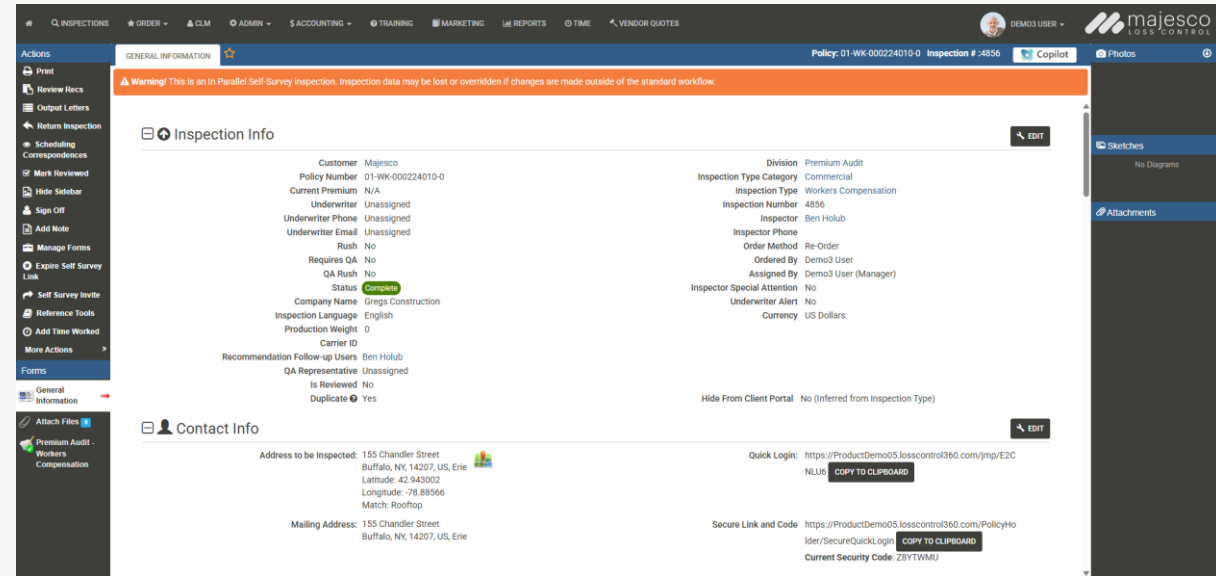 INSPECTIONS ORDER CLM ADMIN $ ACCOUNTING TRAINING MARKETING REPORTS TIME VENDOR QUOTES DEMO3 USER majesco
LOSS CONTROL
Actions
Print
Review Recs
Output Letters
Return Inspection
Scheduling
Correspondences
Mark Reviewed
Hide Sidebar
Sign Off
Add Note
Manage Forms
Expire Self Survey
Link
Self Survey Invite
Reference Tools
Add Time Worked
More Actions »
Forms
General
Information
Attach Files 0
Premium Audit -
Workers
Compensation
GENERAL INFORMATION Policy: 01-WK-000224010-0 Inspection # :4856 Copilot
Warning! This is an In Parallel Self-Survey inspection. Inspection data may be lost or overridden if changes are made outside of the standard workflow.
Inspection Info EDIT
Customer Majesco
Policy Number 01-WK-000224010-0
Current Premium N/A
Underwriter Unassigned
Underwriter Phone Unassigned
Underwriter Email Unassigned
Rush No
Requires QA No
QA Rush No
Status Complete
Company Name Gregs Construction
Inspection Language English
Production Weight 0
Carrier ID
Recommendation Follow-up Users Ben Holub
QA Representative Unassigned
Is Reviewed No
Duplicate Yes
Division Premium Audit
Inspection Type Category Commercial
Inspection Type Workers Compensation
Inspection Number 4856
Inspector Ben Holub
Inspector Phone
Order Method Re-Order
Ordered By Demo3 User
Assigned By Demo3 User (Manager)
Inspector Special Attention No
Underwriter Alert No
Currency US Dollars
Hide From Client Portal No (Inferred from Inspection Type)
Contact Info EDIT
Address to be Inspected: 155 Chandler Street
Buffalo, NY, 14207, US, Erie
Latitude: 42.943002
Longitude: -78.88566
Match: Rooftop
Mailing Address: 155 Chandler Street
Buffalo, NY, 14207, US, Erie
Quick Login: https://ProductDemo05.losscontrol360.com/jmp/E2C
NLU6 COPY TO CLIPBOARD
Secure Link and Code https://ProductDemo05.losscontrol360.com/PolicyHo
lder/SecureQuickLogin COPY TO CLIPBOARD
Current Security Code: Z8YTWMU
Photos
Sketches
No Diagrams
Attachments